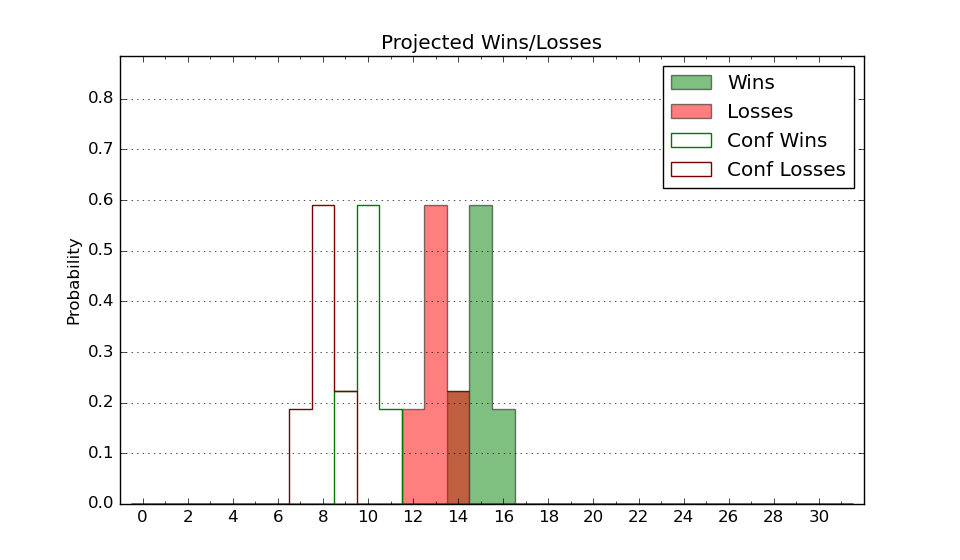 Projected Wins/Losses
Wins
Losses
Conf Wins
Conf Losses
Probability
0.8
0.7
0.6
0.5
0.4
0.3
0.2
0.1
0.0
0 2 4 6 8 10 12 14 16 18 20 22 24 26 28 30